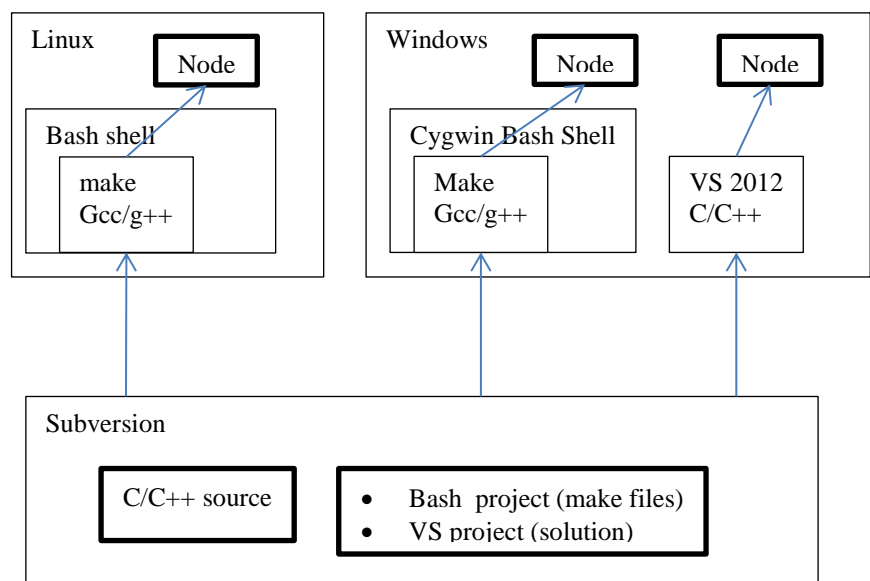 Linux
Node
Bash shell
make
Gcc/g++
Windows
Node
Node
Cygwin Bash Shell
Make
Gcc/g++
VS 2012
C/C++
Subversion
C/C++ source
• Bash project (make files)
• VS project (solution)